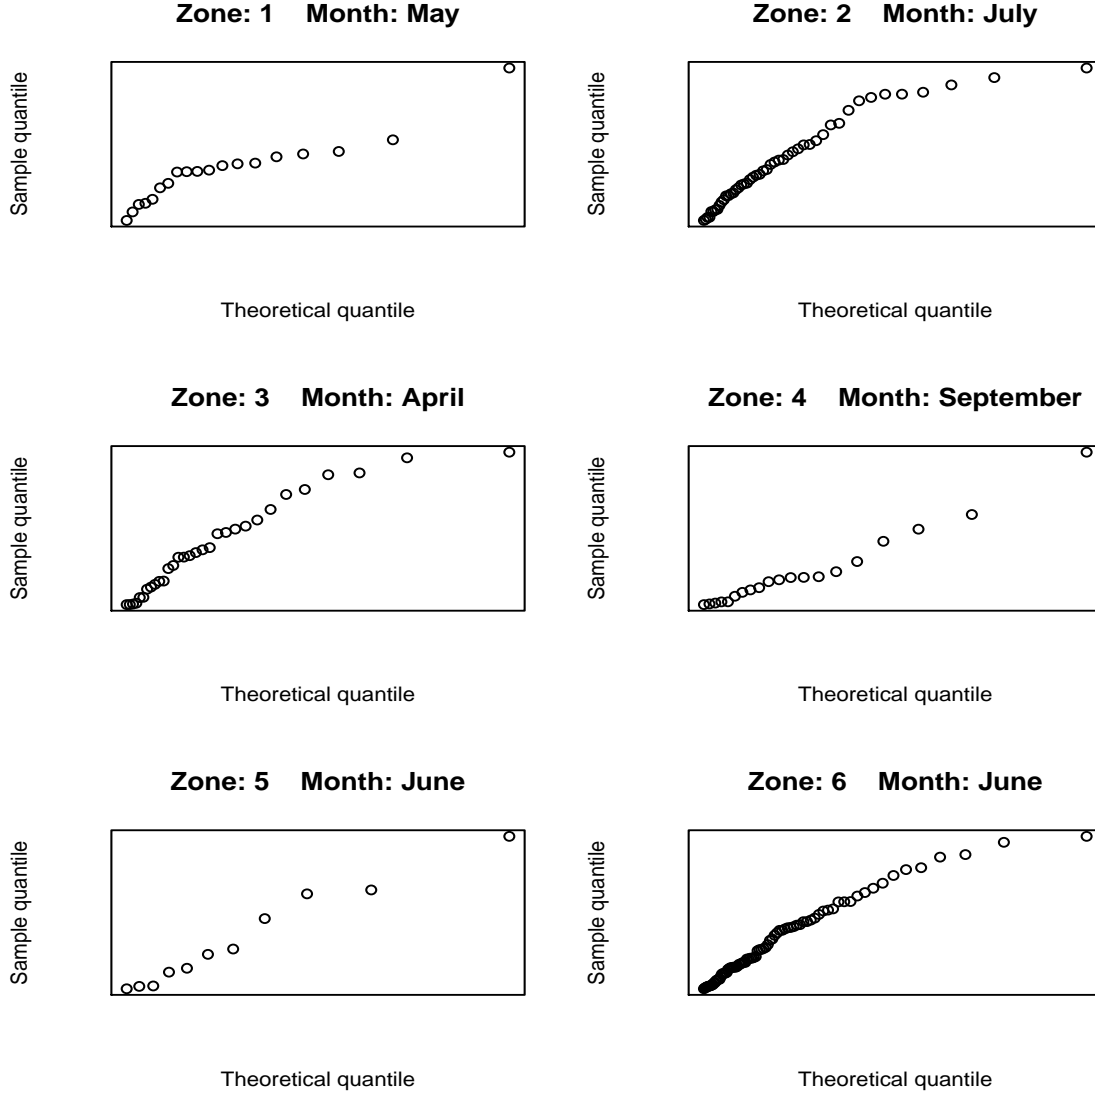 Zone: 1 Month: May
Sample quantile
Theoretical quantile
Zone: 2 Month: July
Sample quantile
Theoretical quantile
Zone: 3 Month: April
Sample quantile
Theoretical quantile
Zone: 4 Month: September
Sample quantile
Theoretical quantile
Zone: 5 Month: June
Sample quantile
Theoretical quantile
Zone: 6 Month: June
Sample quantile
Theoretical quantile